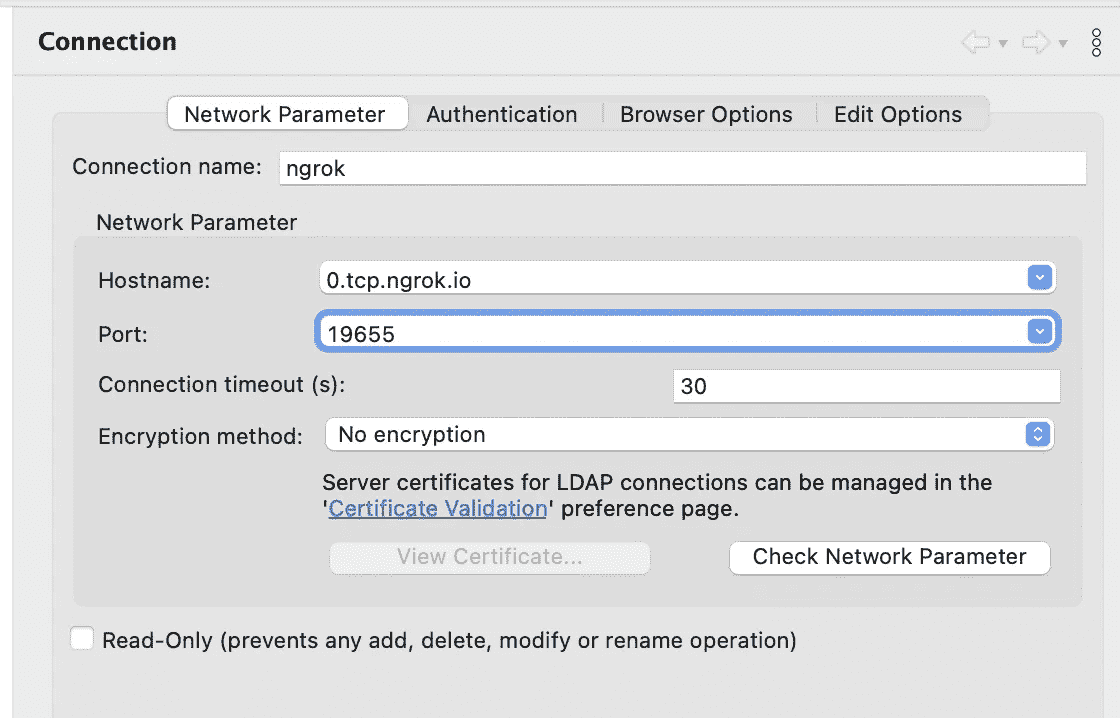 Connection
Network Parameter Authentication Browser Options Edit Options
Connection name: ngrok
Network Parameter
Hostname: 0.tcp.ngrok.io
Port: 19655
Connection timeout (s): 30
Encryption method: No encryption
Server certificates for LDAP connections can be managed in the
'Certificate Validation' preference page.
View Certificate... Check Network Parameter
Read-Only (prevents any add, delete, modify or rename operation)